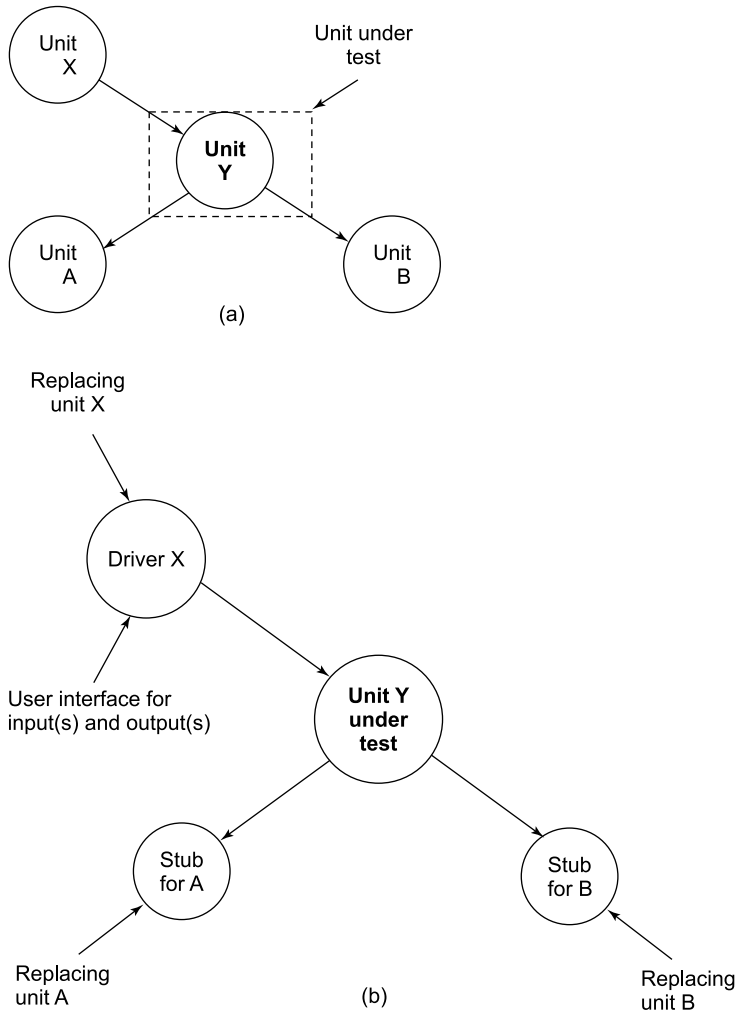 Unit
X
Unit under
test
Unit
Y
Unit
A
Unit
B
(a)
Replacing
unit X
Driver X
User interface for
input(s) and output(s)
Unit Y
under
test
Stub
for A
Stub
for B
Replacing
unit A
(b)
Replacing
unit B